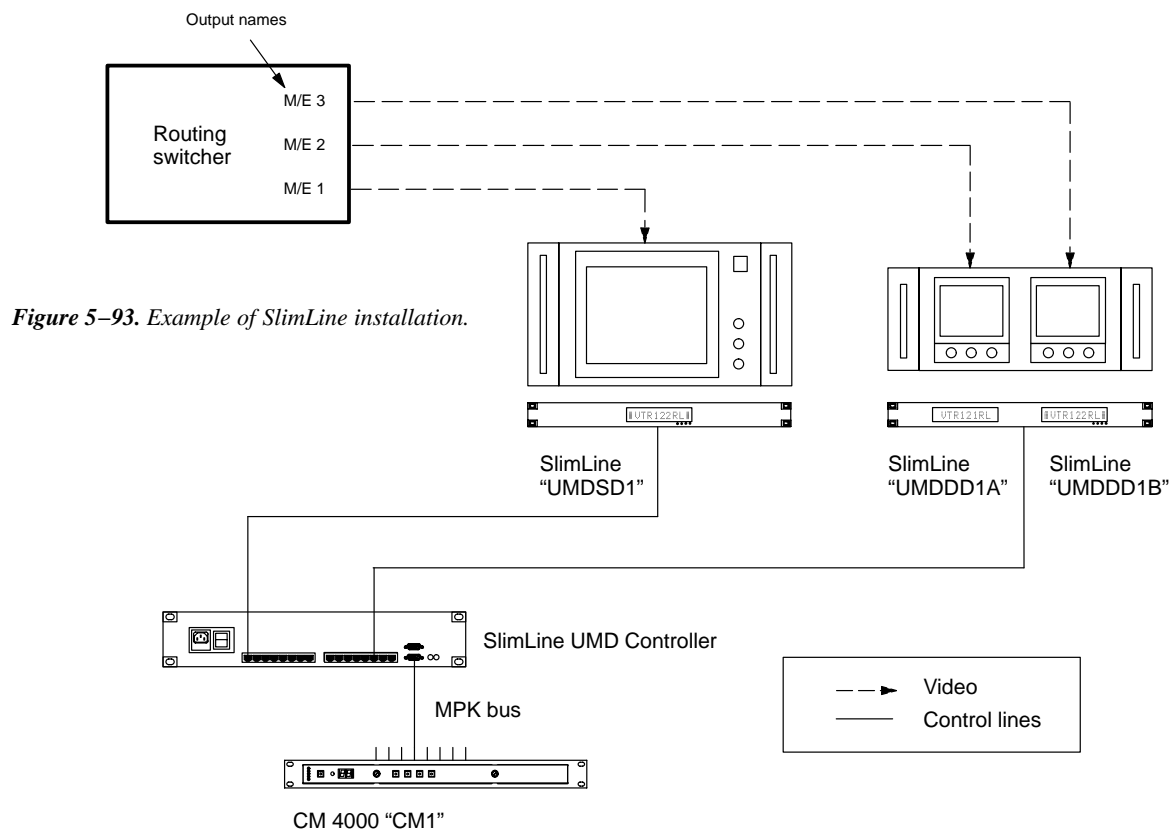 Output names
M/E 3
Routing
switcher
M/E 2
M/E 1
Figure 5–93. Example of SlimLine installation.
VTR122RL
VTR121RL
VTR122RL
SlimLine
“UMDSD1”
SlimLine
“UMDDD1A”
SlimLine
“UMDDD1B”
SlimLine UMD Controller
MPK bus
CM 4000 “CM1”
Video
Control lines